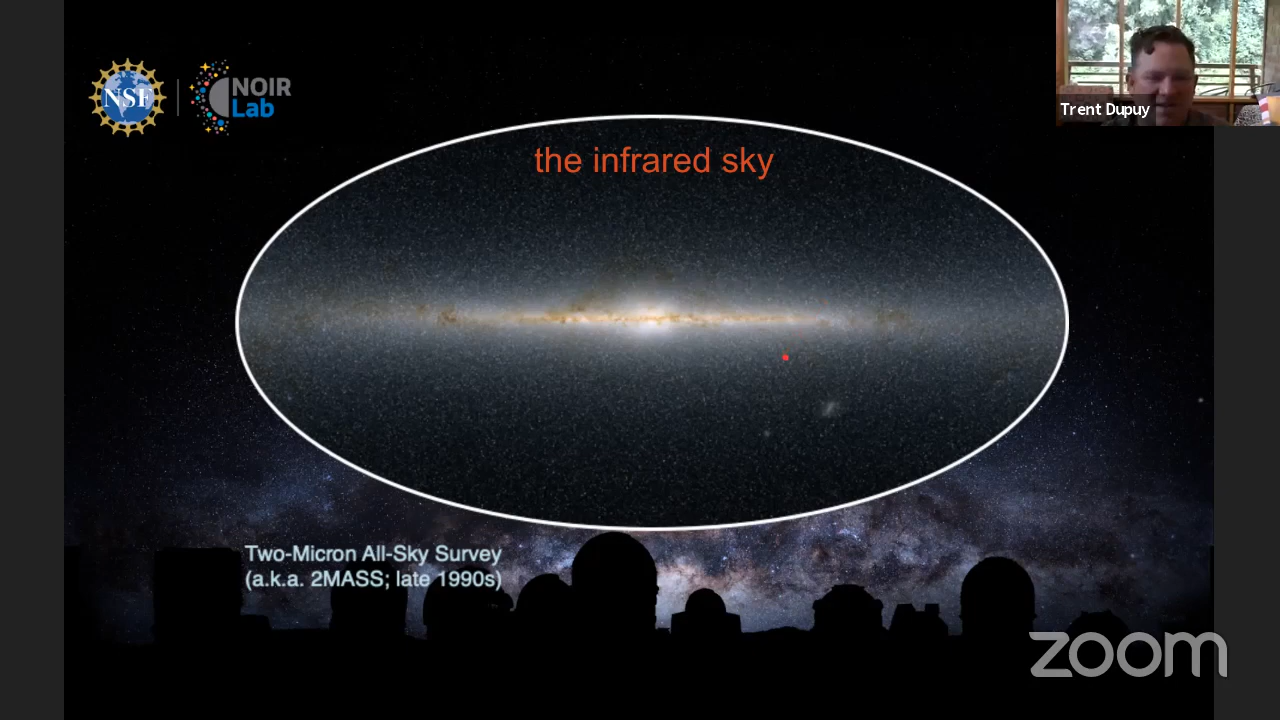 NSF
NOIR
Lab
Trent Dupuy
the infrared sky
Two-Micron All-Sky Survey
(a.k.a. 2MASS; late 1990s)
zoom